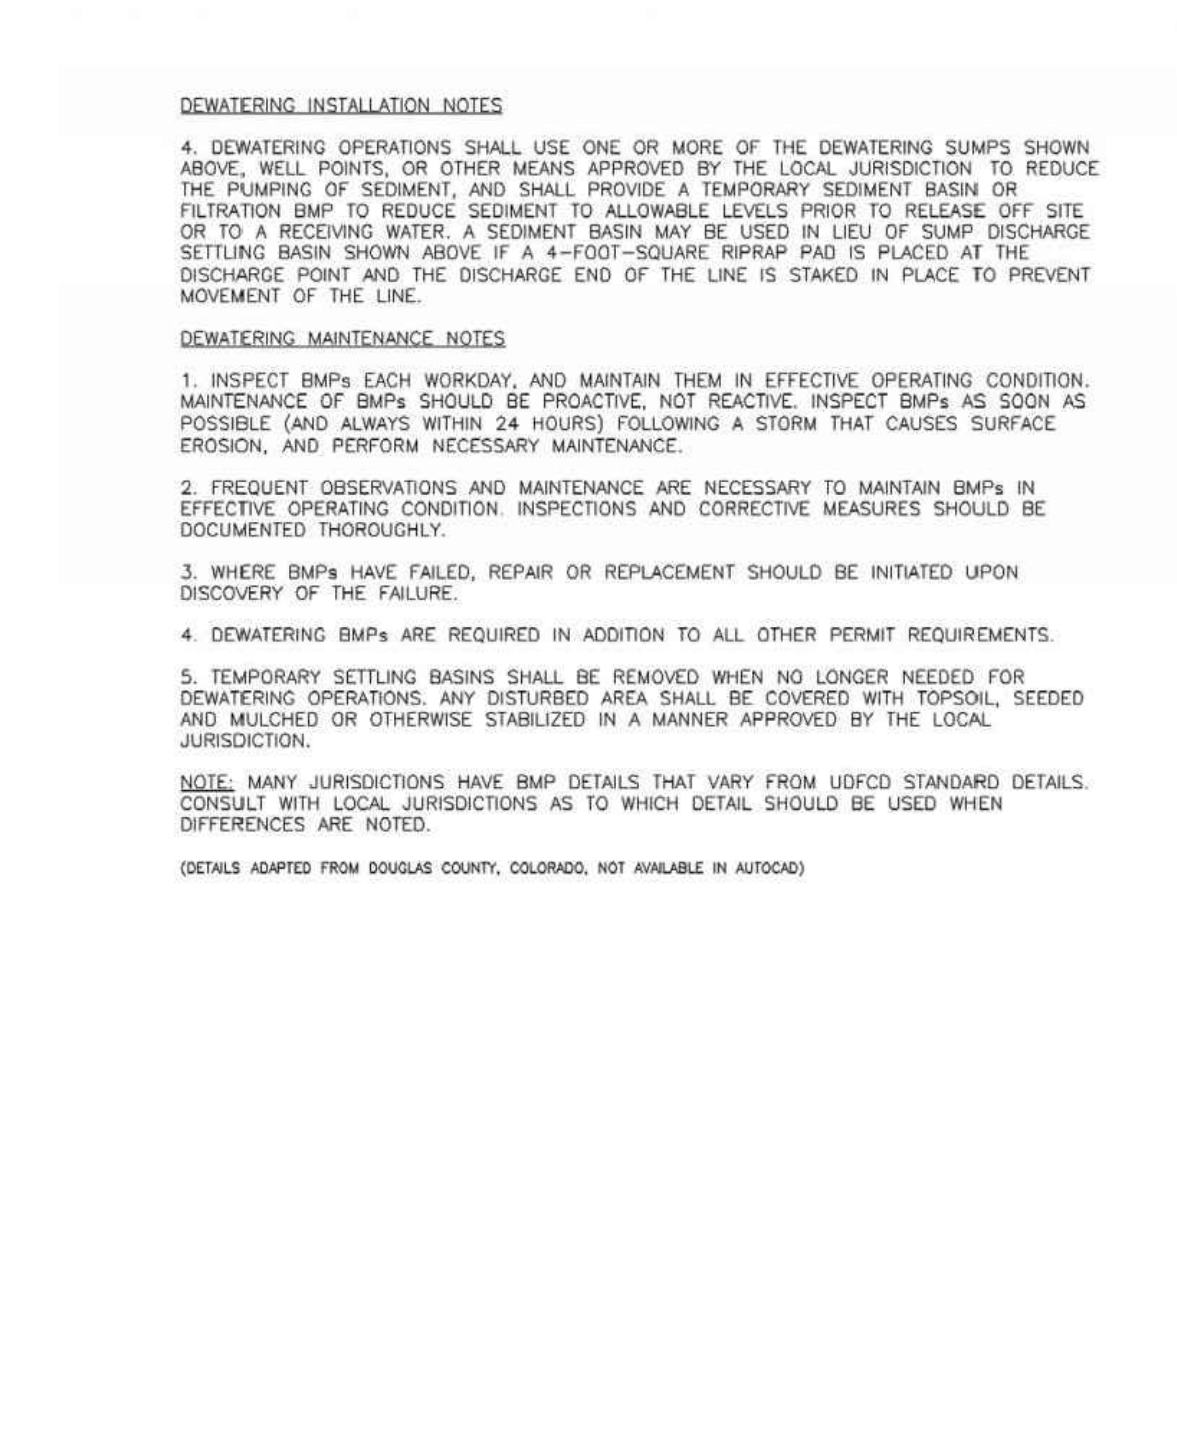 DEWATERING INSTALLATION NOTES
4. DEWATERING OPERATIONS SHALL USE ONE OR MORE OF THE DEWATERING SUMPS SHOWN
ABOVE, WELL POINTS, OR OTHER MEANS APPROVED BY THE LOCAL JURISDICTION TO REDUCE
THE PUMPING OF SEDIMENT, AND SHALL PROVIDE A TEMPORARY SEDIMENT BASIN OR
FILTRATION BMP TO REDUCE SEDIMENT TO ALLOWABLE LEVELS PRIOR TO RELEASE OFF SITE
OR TO A RECEIVING WATER. A SEDIMENT BASIN MAY BE USED IN LIEU OF SUMP DISCHARGE
SETTLING BASIN SHOWN ABOVE IF A 4-FOOT-SQUARE RIPRAP PAD IS PLACED AT THE
DISCHARGE POINT AND THE DISCHARGE END OF THE LINE IS STAKED IN PLACE TO PREVENT
MOVEMENT OF THE LINE.
DEWATERING MAINTENANCE NOTES
1. INSPECT BMPs EACH WORKDAY, AND MAINTAIN THEM IN EFFECTIVE OPERATING CONDITION.
MAINTENANCE OF BMPs SHOULD BE PROACTIVE, NOT REACTIVE. INSPECT BMPs AS SOON AS
POSSIBLE (AND ALWAYS WITHIN 24 HOURS) FOLLOWING A STORM THAT CAUSES SURFACE
EROSION, AND PERFORM NECESSARY MAINTENANCE.
2. FREQUENT OBSERVATIONS AND MAINTENANCE ARE NECESSARY TO MAINTAIN BMPs IN
EFFECTIVE OPERATING CONDITION. INSPECTIONS AND CORRECTIVE MEASURES SHOULD BE
DOCUMENTED THOROUGHLY.
3. WHERE BMPs HAVE FAILED, REPAIR OR REPLACEMENT SHOULD BE INITIATED UPON
DISCOVERY OF THE FAILURE.
4. DEWATERING BMPs ARE REQUIRED IN ADDITION TO ALL OTHER PERMIT REQUIREMENTS.
5. TEMPORARY SETTLING BASINS SHALL BE REMOVED WHEN NO LONGER NEEDED FOR
DEWATERING OPERATIONS. ANY DISTURBED AREA SHALL BE COVERED WITH TOPSOIL, SEEDED
AND MULCHED OR OTHERWISE STABILIZED IN A MANNER APPROVED BY THE LOCAL
JURISDICTION.
NOTE: MANY JURISDICTIONS HAVE BMP DETAILS THAT VARY FROM UDFCD STANDARD DETAILS.
CONSULT WITH LOCAL JURISDICTIONS AS TO WHICH DETAIL SHOULD BE USED WHEN
DIFFERENCES ARE NOTED.
(DETAILS ADAPTED FROM DOUGLAS COUNTY, COLORADO, NOT AVAILABLE IN AUTOCAD)